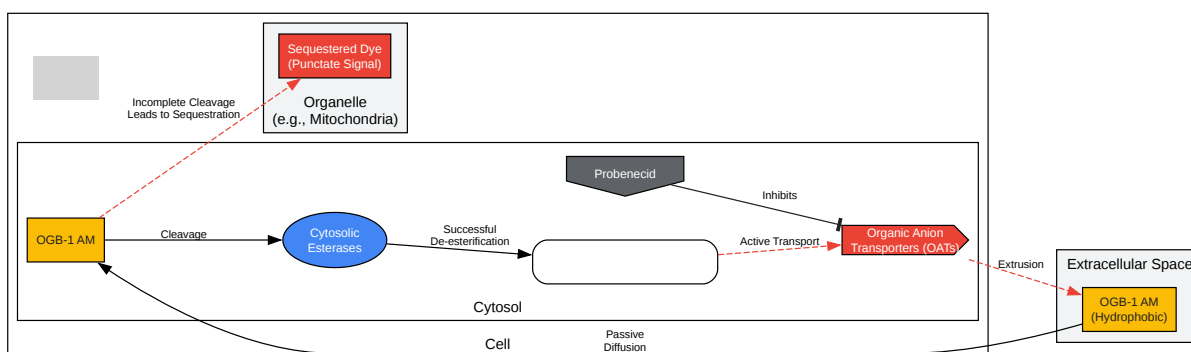 Sequestered Dye
(Punctate Signal)
Organelle
(e.g., Mitochondria)
Incomplete Cleavage
Leads to Sequestration
Probenecid
Inhibits
OGB-1 AM
Cleavage
Cytosolic
Esterases
Successful
De-esterification
Active Transport
Organic Anion
Transporters (OATs)
Extrusion
Extracellular Space
OGB-1 AM
(Hydrophobic)
Cytosol
Passive
Diffusion
Cell